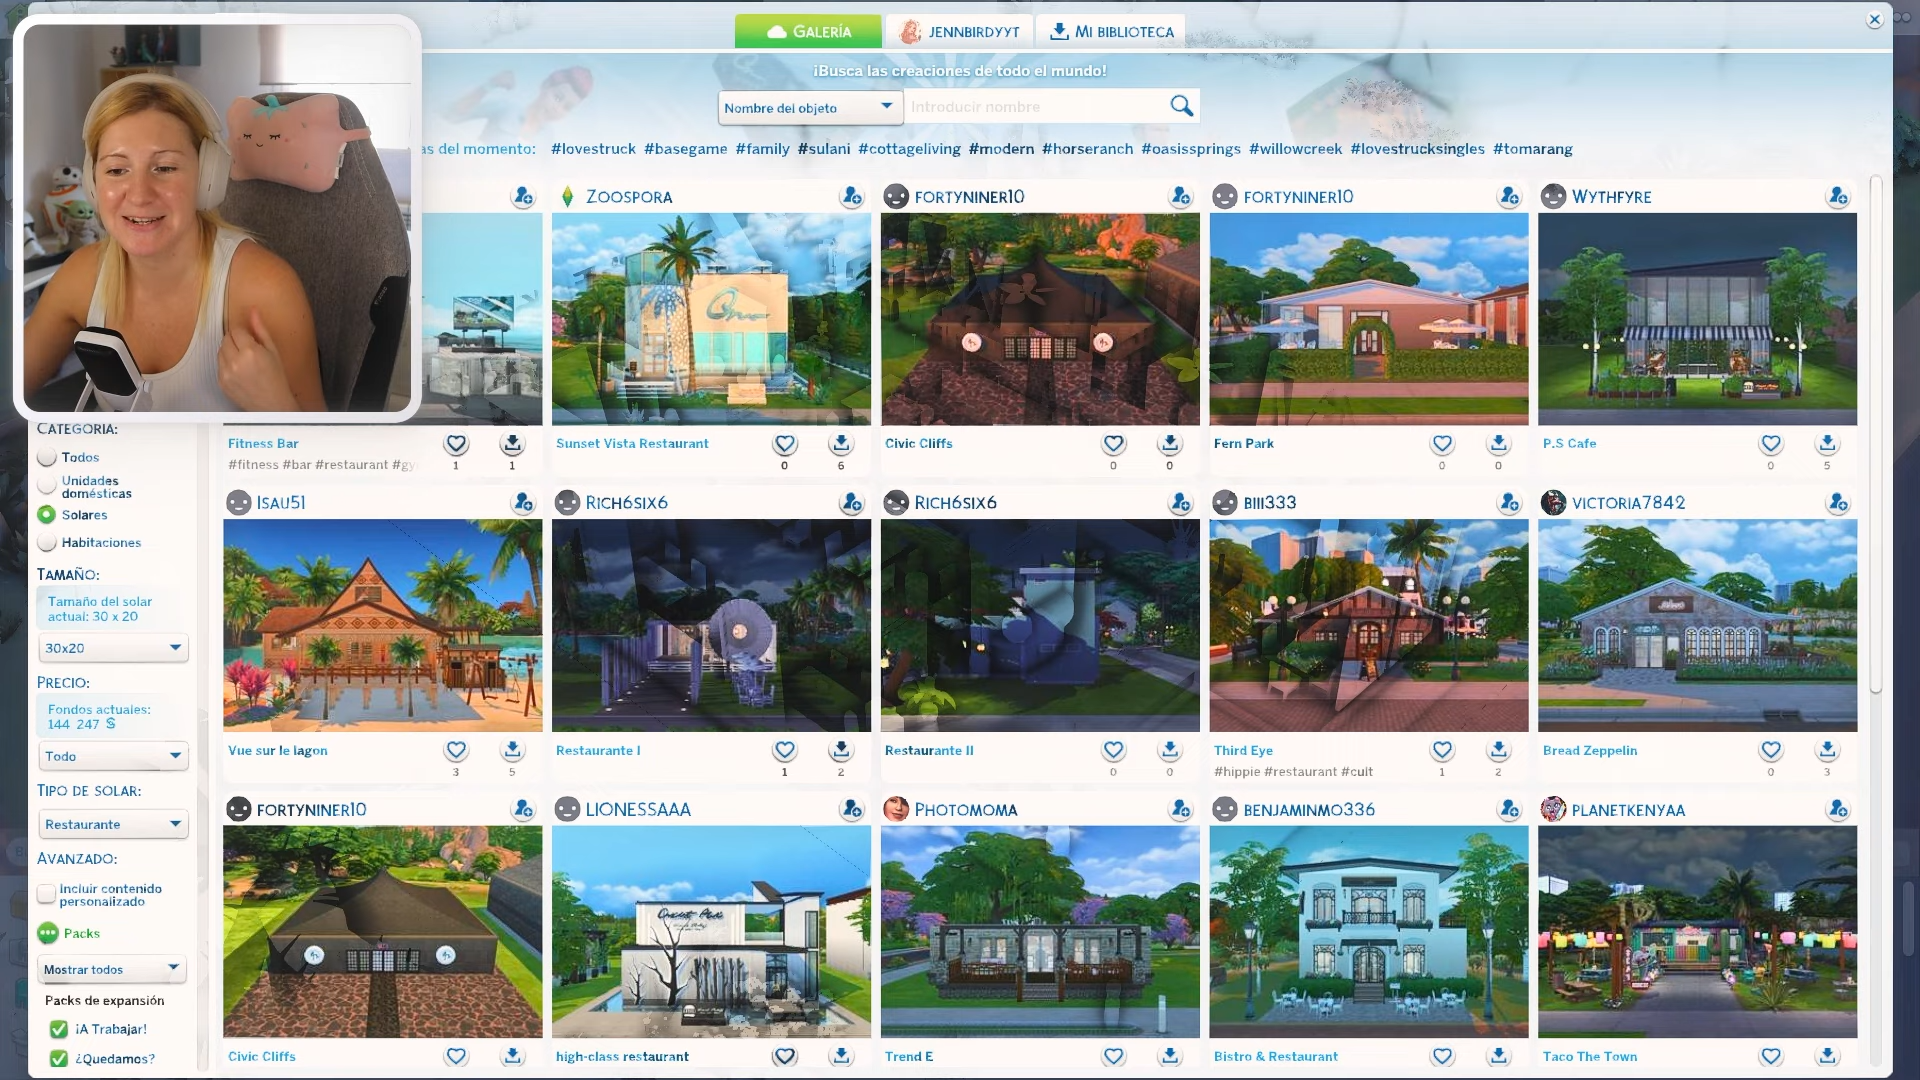 GALERÍA
JENNBIRDYYT
MI BIBLIOTECA
¡Busca las creaciones de todo el mundo!
Nombre del objeto
Introducir nombre
as del momento: #lovestruck #basegame #family #sulani #cottageliving #modern #horseranch #oasissprings #willowcreek #lovestrucksingles #tomarang
ZOOSPORA
FORTYNINER10
FORTYNINER10
WYTHFYRE
Fitness Bar
1
1
#fitness #bar #restaurant #gy
Sunset Vista Restaurant
0
6
Civic Cliffs
0
0
Fern Park
0
0
P.S Cafe
0
5
CATEGORÍA:
Todos
Unidades
domésticas
Solares
Habitaciones
TAMAÑO:
Tamaño del solar
actual: 30 x 20
30x20
PRECIO:
Fondos actuales:
144 247 §
Todo
TIPO DE SOLAR:
Restaurante
AVANZADO:
Incluir contenido
personalizado
Packs
Mostrar todos
Packs de expansión
¡A Trabajar!
¿Quedamos?
ISAU51
RICH6SIX6
RICH6SIX6
BIII333
VICTORIA7842
Vue sur le lagon
3
5
Restaurante I
1
2
Restaurante II
0
0
Third Eye
1
2
#hippie #restaurant #cult
Bread Zeppelin
0
3
FORTYNINER10
LIONESSAAA
PHOTOMOMA
BENJAMINMO336
PLANETKENYAA
Civic Cliffs
high-class restaurant
Trend E
Bistro & Restaurant
Taco The Town